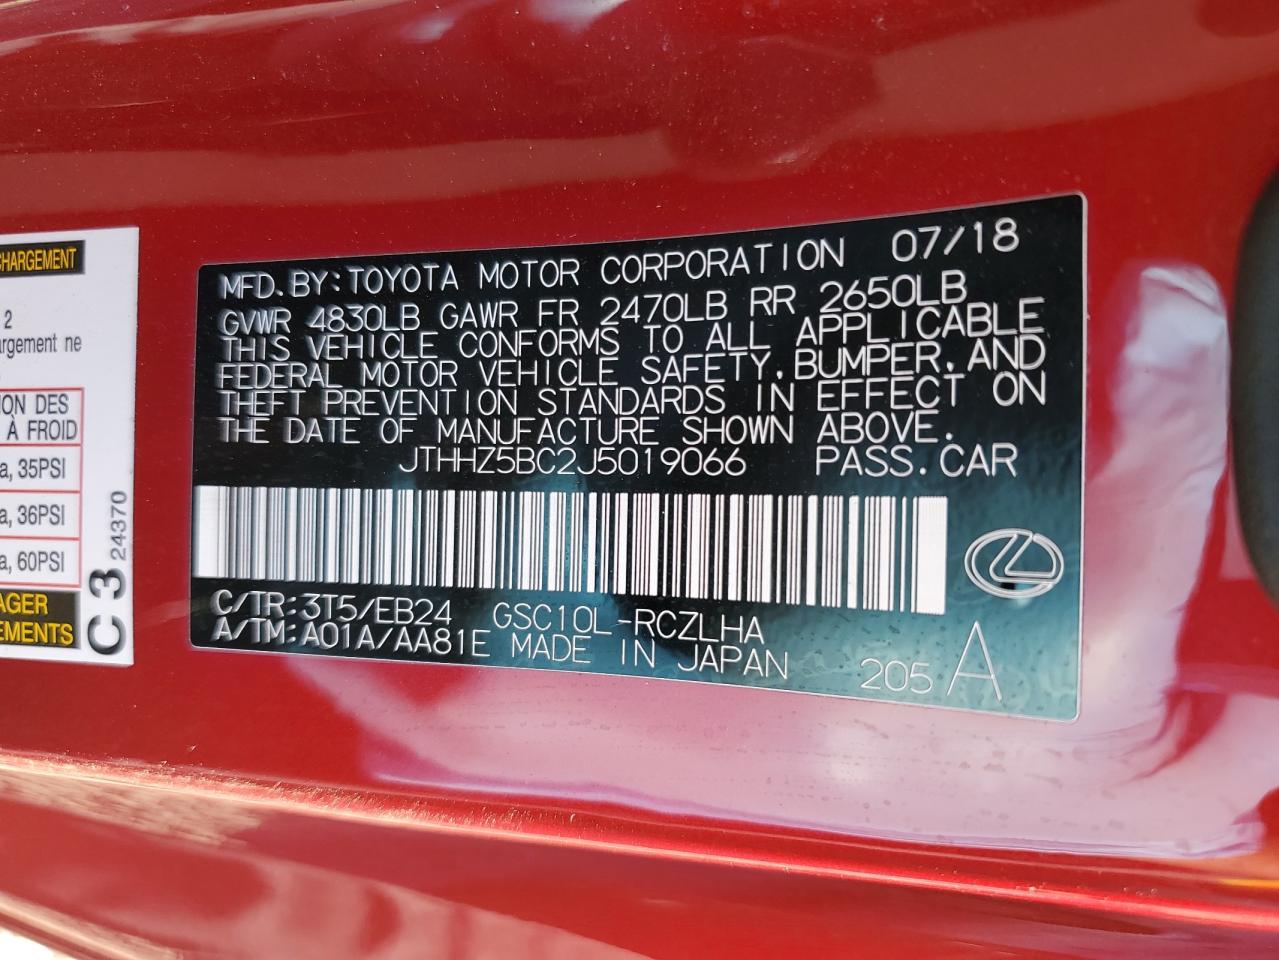 CHARGEMENT
2
argement ne
ION DES
À FROID
a, 35PSI
a, 36PSI
a, 60PSI
AGER
EMENTS
C 3 24370
MFD. BY: TOYOTA MOTOR CORPORATION 07/18
GVWR 4830LB GAWR FR 2470LB RR 2650LB
THIS VEHICLE CONFORMS TO ALL APPLICABLE
FEDERAL MOTOR VEHICLE SAFETY, BUMPER, AND
THEFT PREVENTION STANDARDS IN EFFECT ON
THE DATE OF MANUFACTURE SHOWN ABOVE.
JTHHZ5BC2J5019066 PASS. CAR
C/TR: 3T5/EB24 GSC10L-RCZLHA
A/TM: A01A/AA81E MADE IN JAPAN 205 A